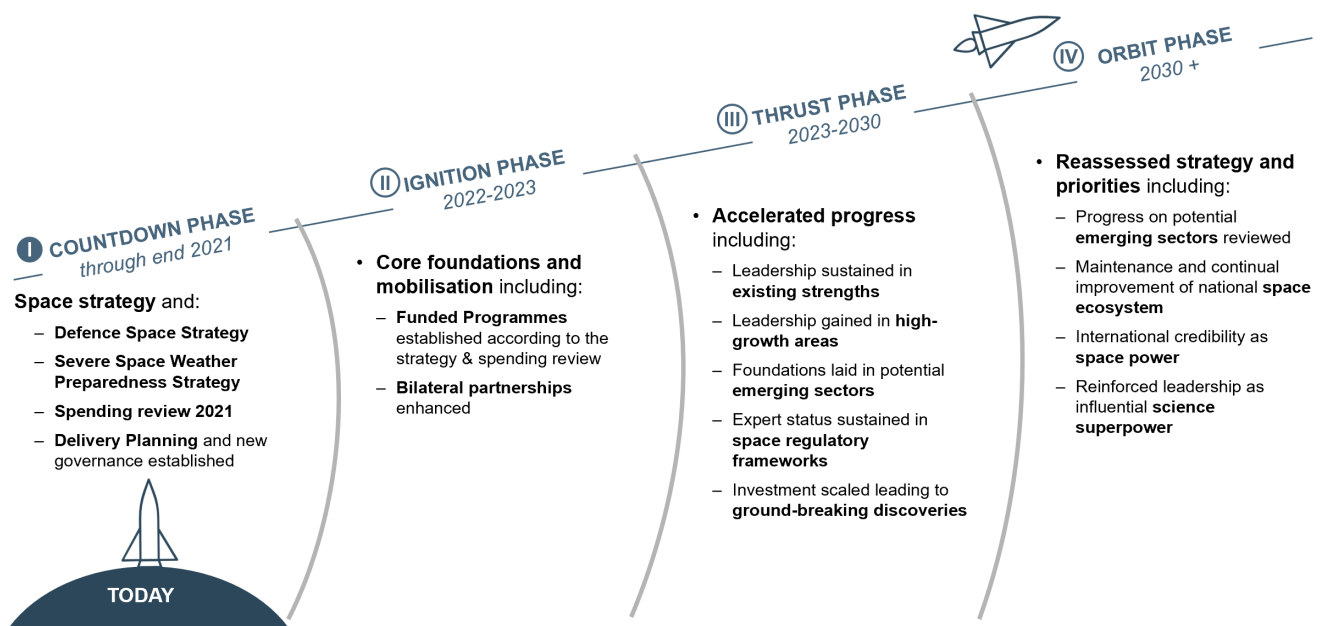 I COUNTDOWN PHASE
through end 2021
Space strategy and:
– Defence Space Strategy
– Severe Space Weather
Preparedness Strategy
– Spending review 2021
– Delivery Planning and new
governance established
TODAY
II IGNITION PHASE
2022-2023
• Core foundations and
mobilisation including:
– Funded Programmes
established according to the
strategy & spending review
– Bilateral partnerships
enhanced
III THRUST PHASE
2023-2030
• Accelerated progress
including:
– Leadership sustained in
existing strengths
– Leadership gained in high-
growth areas
– Foundations laid in potential
emerging sectors
– Expert status sustained in
space regulatory
frameworks
– Investment scaled leading to
ground-breaking discoveries
IV ORBIT PHASE
2030 +
• Reassessed strategy and
priorities including:
– Progress on potential
emerging sectors reviewed
– Maintenance and continual
improvement of national space
ecosystem
– International credibility as
space power
– Reinforced leadership as
influential science
superpower